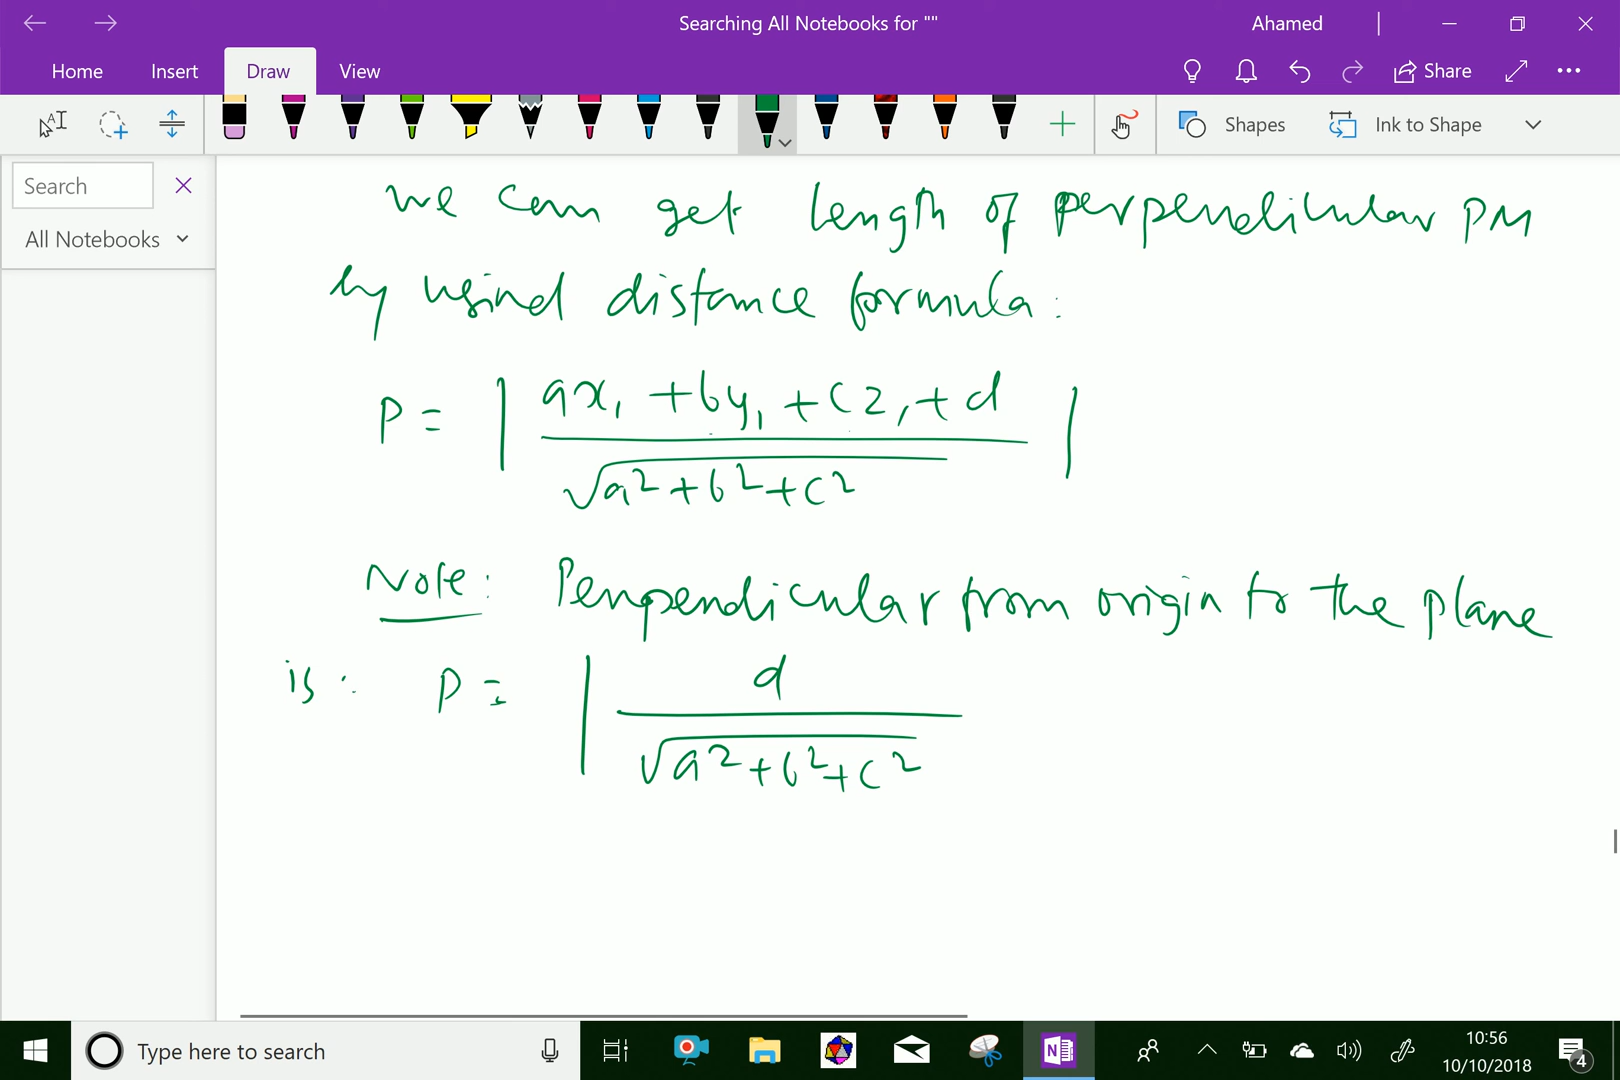 Searching All Notebooks for ""
Ahamed
Home Insert Draw View
Share
Shapes
Ink to Shape
Search
All Notebooks
we can get length of perpendicular PM
by usind distance formula:
P = | ax₁ + by₁ + cz₁ + d / √a² + b² + c² |
Note: Penpendicular from origin to the plane
is: P = | d / √a² + b² + c²
Type here to search
10:56
10/10/2018
4